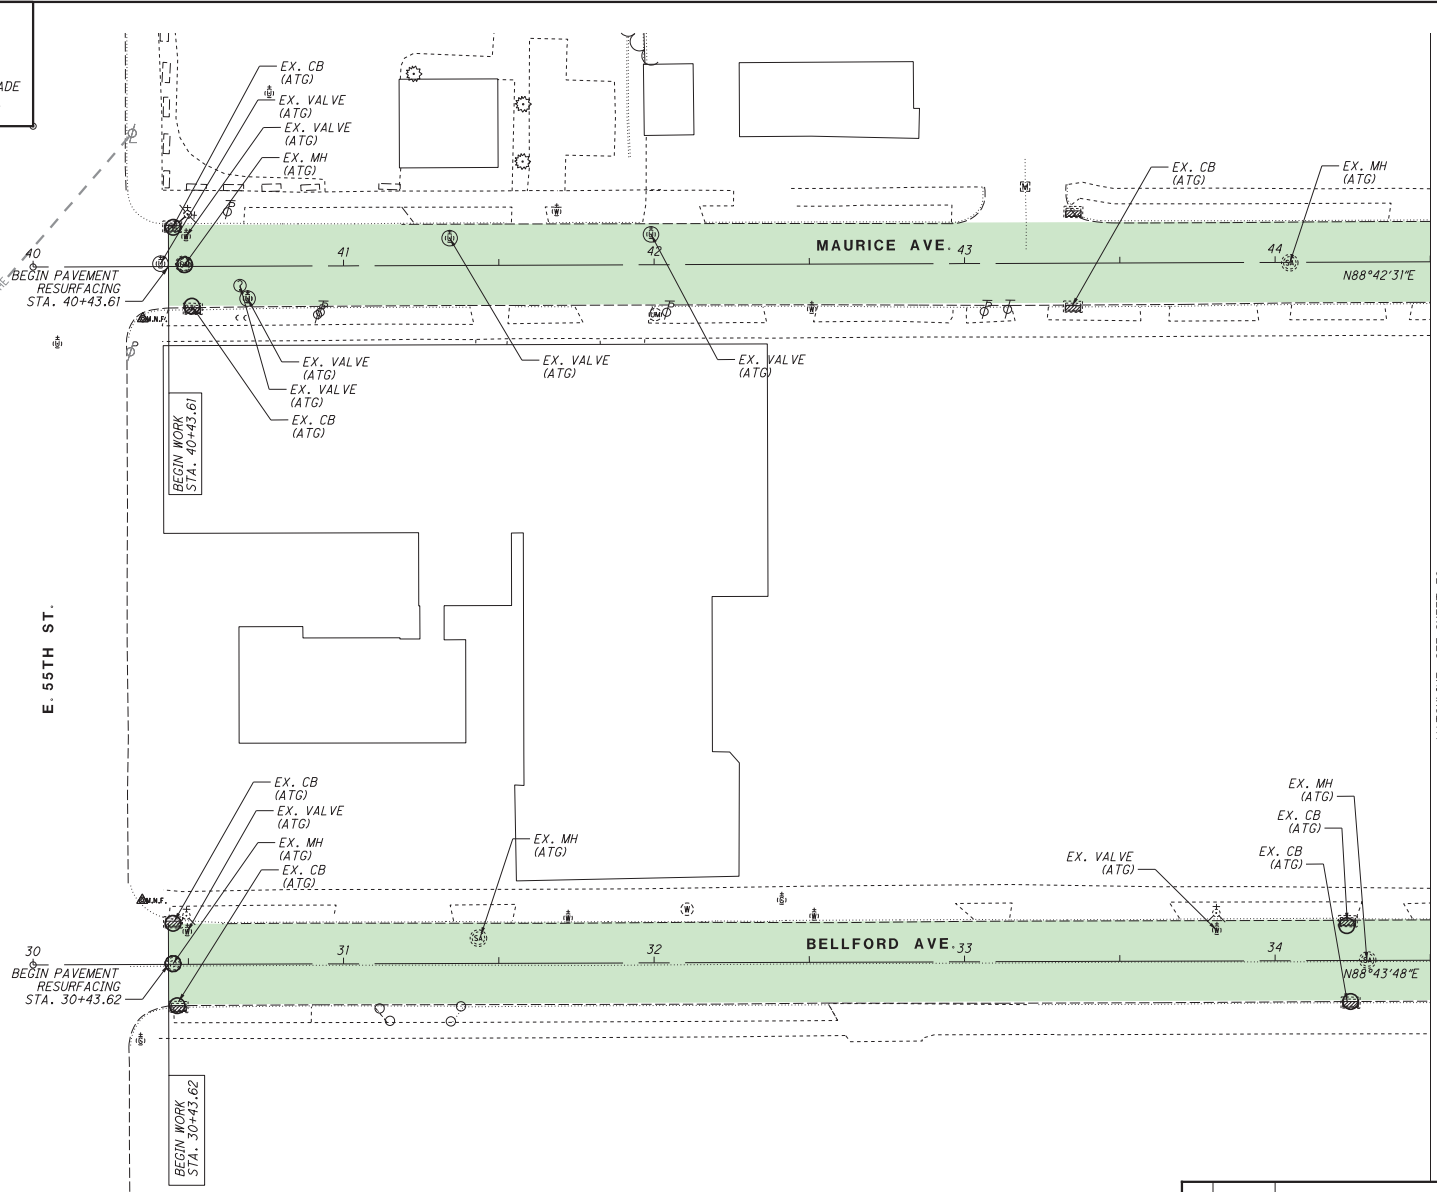 ADE
EX. CB
(ATG)
EX. VALVE
(ATG)
EX. VALVE
(ATG)
EX. MH
(ATG)
EX. CB
(ATG)
EX. MH
(ATG)
40
41
42
MAURICE AVE.
43
44
N88°42'31"E
BEGIN PAVEMENT
RESURFACING
STA. 40+43.61
M.N.F.
EX. VALVE
(ATG)
EX. VALVE
(ATG)
EX. CB
(ATG)
EX. VALVE
(ATG)
EX. VALVE
(ATG)
BEGIN WORK
STA. 40+43.61
E. 55TH ST.
EX. CB
(ATG)
EX. VALVE
(ATG)
EX. MH
(ATG)
EX. CB
(ATG)
EX. MH
(ATG)
EX. MH
(ATG)
EX. CB
(ATG)
EX. CB
(ATG)
EX. VALVE
(ATG)
M.N.F.
30
31
32
BELLFORD AVE.
33
34
N88°43'48"E
BEGIN PAVEMENT
RESURFACING
STA. 30+43.62
BEGIN WORK
STA. 30+43.62